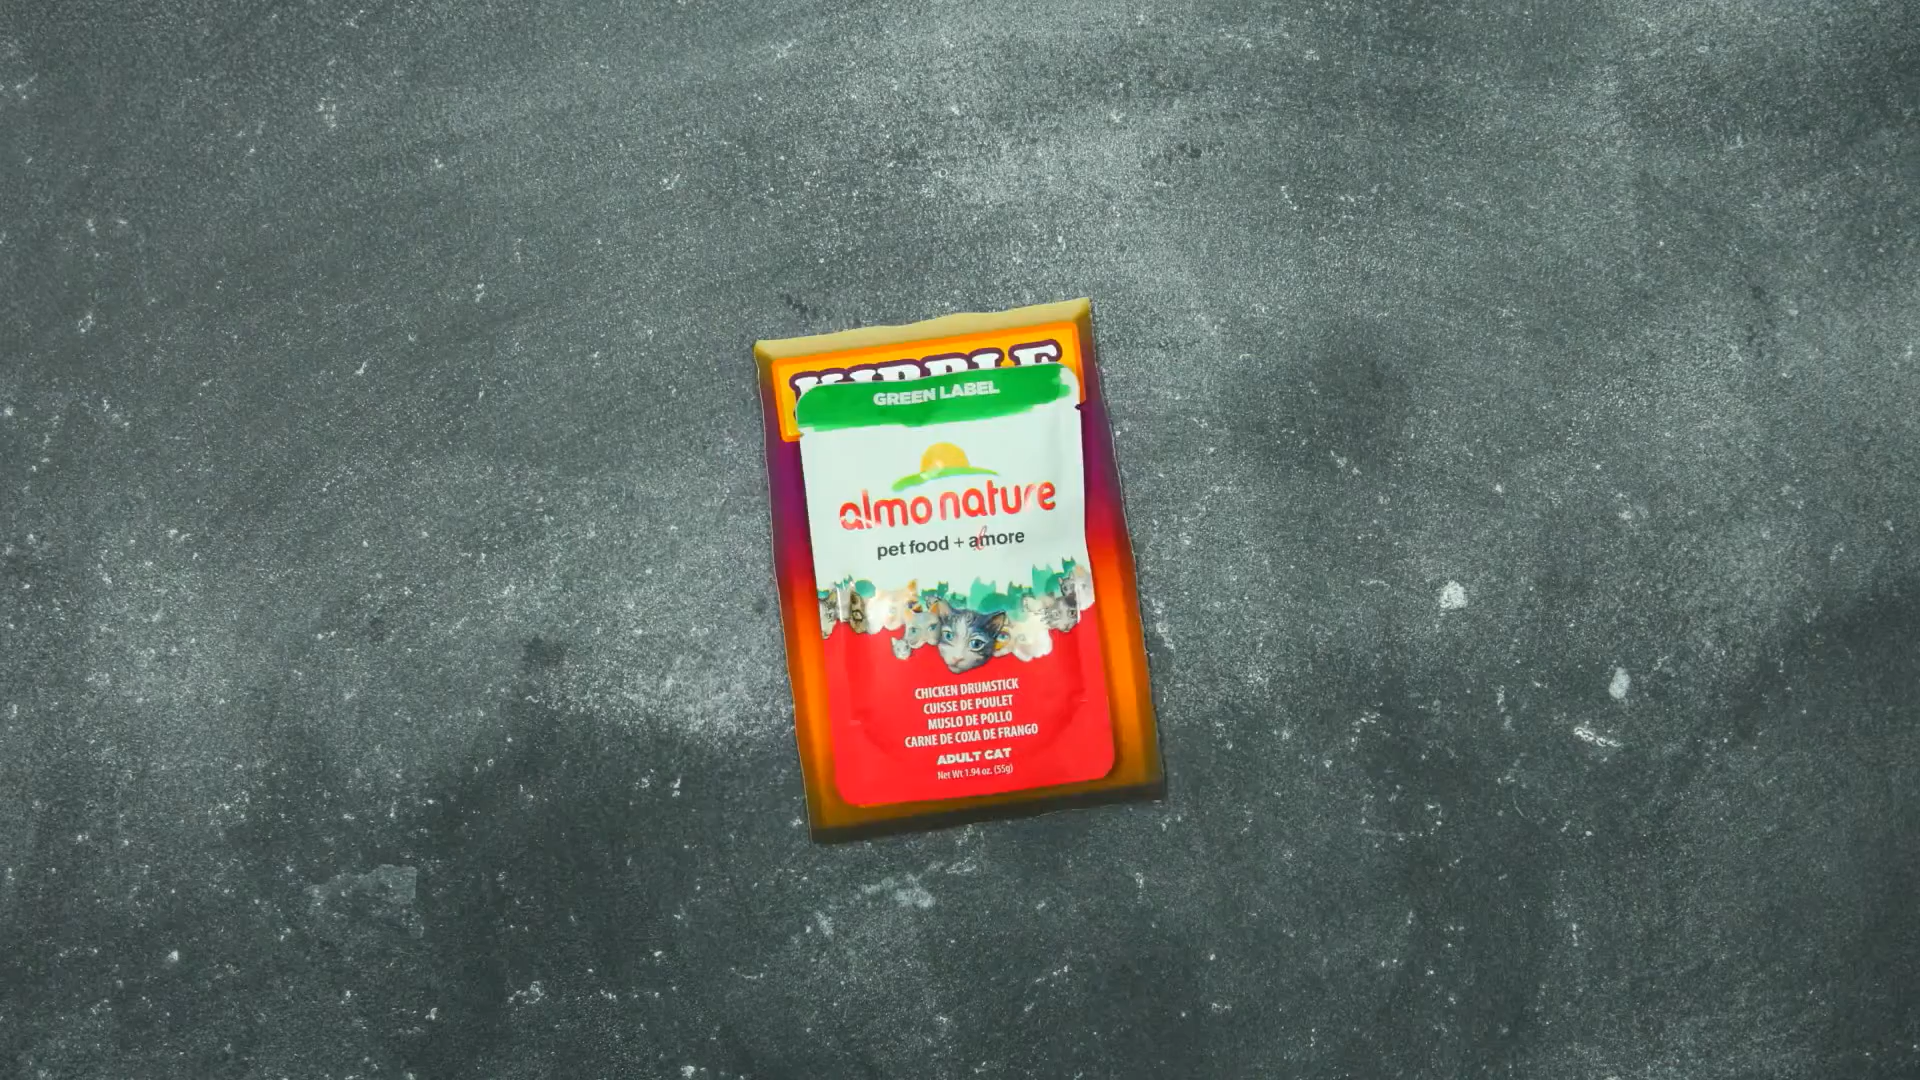 GREEN LABEL
almo nature
pet food + almore
CHICKEN DRUMSTICK
CUISSE DE POULET
MUSLO DE POLLO
CARNE DE COXA DE FRANGO
ADULT CAT
Net Wt 1.94 oz. (55g)